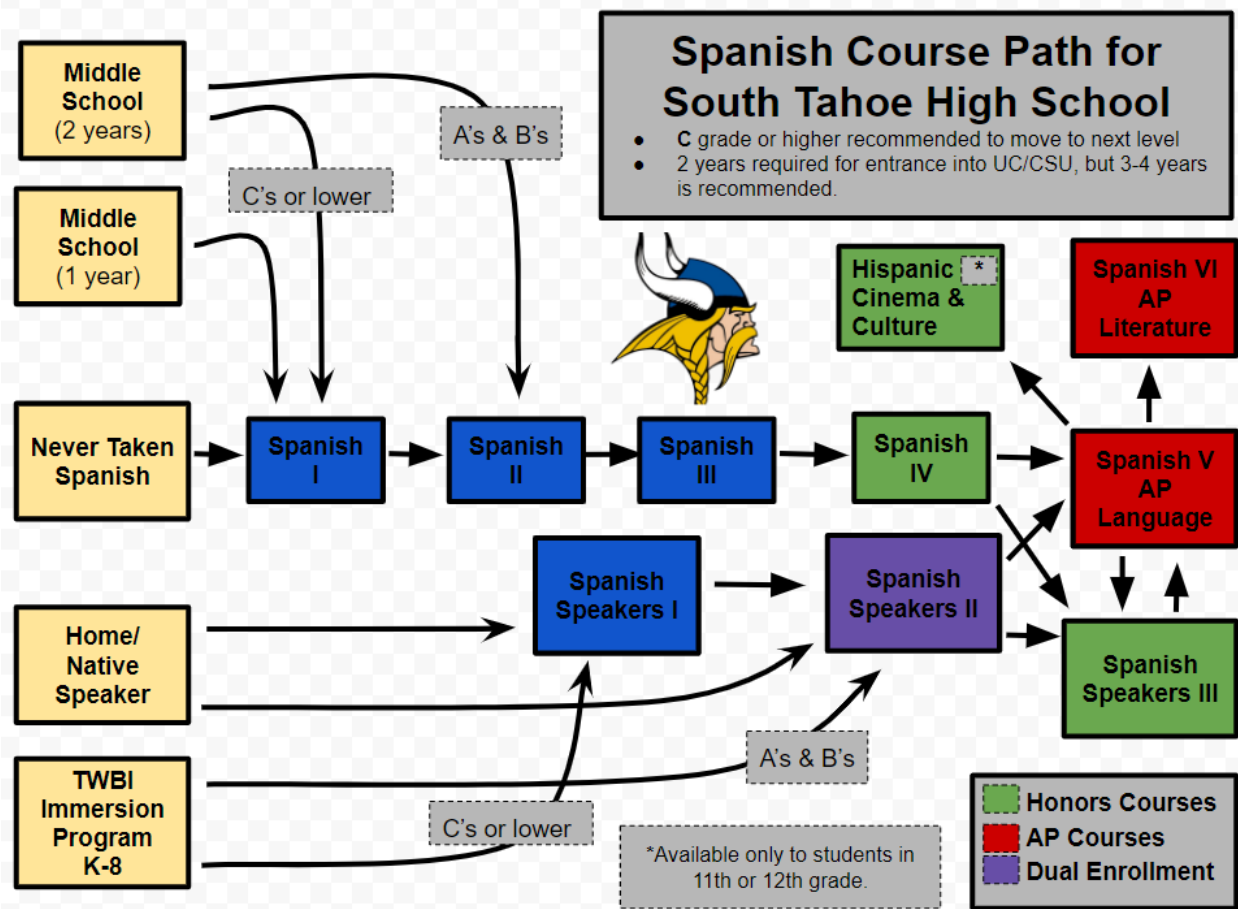 Spanish Course Path for
South Tahoe High School
● C grade or higher recommended to move to next level
● 2 years required for entrance into UC/CSU, but 3-4 years
is recommended.
Middle
School
(2 years)
A's & B's
C's or lower
Middle
School
(1 year)
Hispanic *
Cinema &
Culture
Spanish VI
AP
Literature
Never Taken
Spanish
Spanish
I
Spanish
II
Spanish
III
Spanish
IV
Spanish V
AP
Language
Spanish
Speakers I
Spanish
Speakers II
Home/
Native
Speaker
Spanish
Speakers III
TWBI
Immersion
Program
K-8
A's & B's
C's or lower
*Available only to students in
11th or 12th grade.
Honors Courses
AP Courses
Dual Enrollment